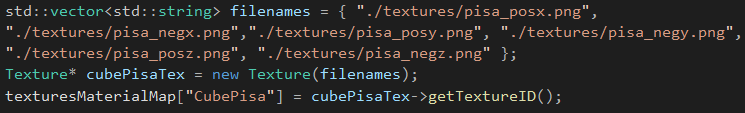 std::vector<std::string> filenames = { "./textures/pisa_posx.png",
"./textures/pisa_negx.png","./textures/pisa_posy.png", "./textures/pisa_negy.png",
"./textures/pisa_posz.png", "./textures/pisa_negz.png" };
Texture* cubePisaTex = new Texture(filenames);
texturesMaterialMap["CubePisa"] = cubePisaTex->getTextureID();